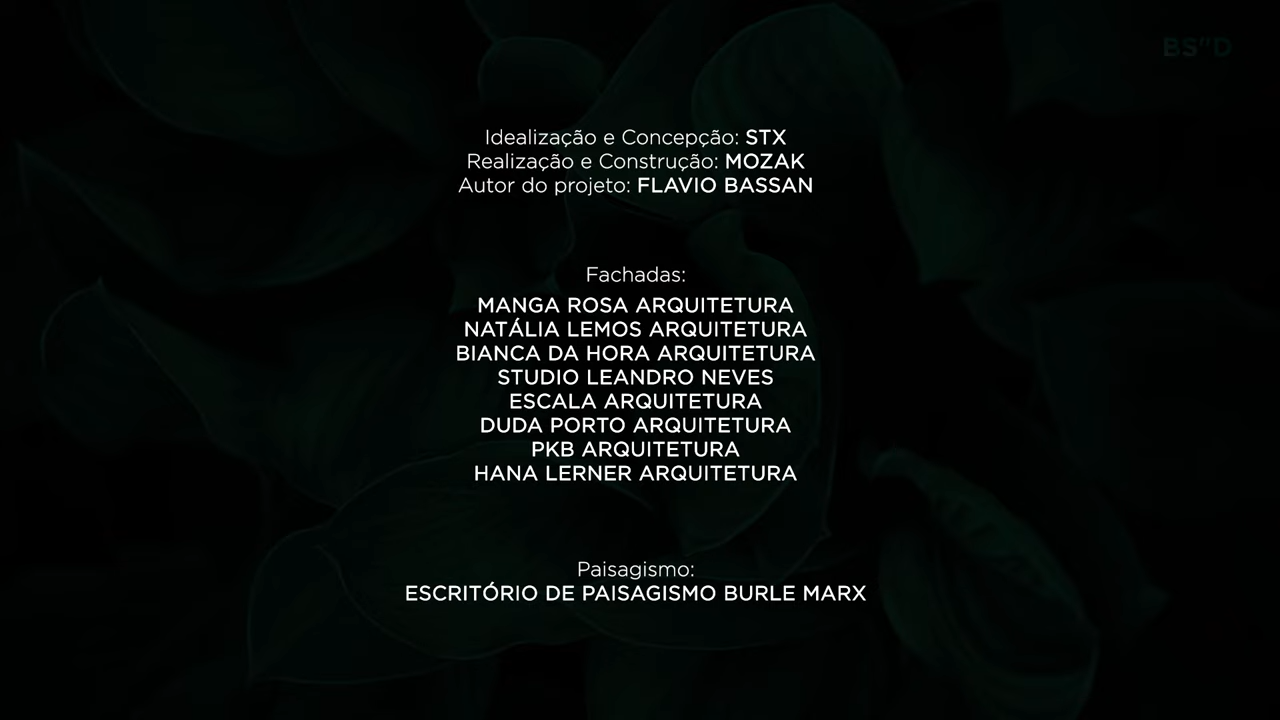 BS"D
Idealização e Concepção: STX
Realização e Construção: MOZAK
Autor do projeto: FLAVIO BASSAN
Fachadas:
MANGA ROSA ARQUITETURA
NATÁLIA LEMOS ARQUITETURA
BIANCA DA HORA ARQUITETURA
STUDIO LEANDRO NEVES
ESCALA ARQUITETURA
DUDA PORTO ARQUITETURA
PKB ARQUITETURA
HANA LERNER ARQUITETURA
Paisagismo:
ESCRITÓRIO DE PAISAGISMO BURLE MARX